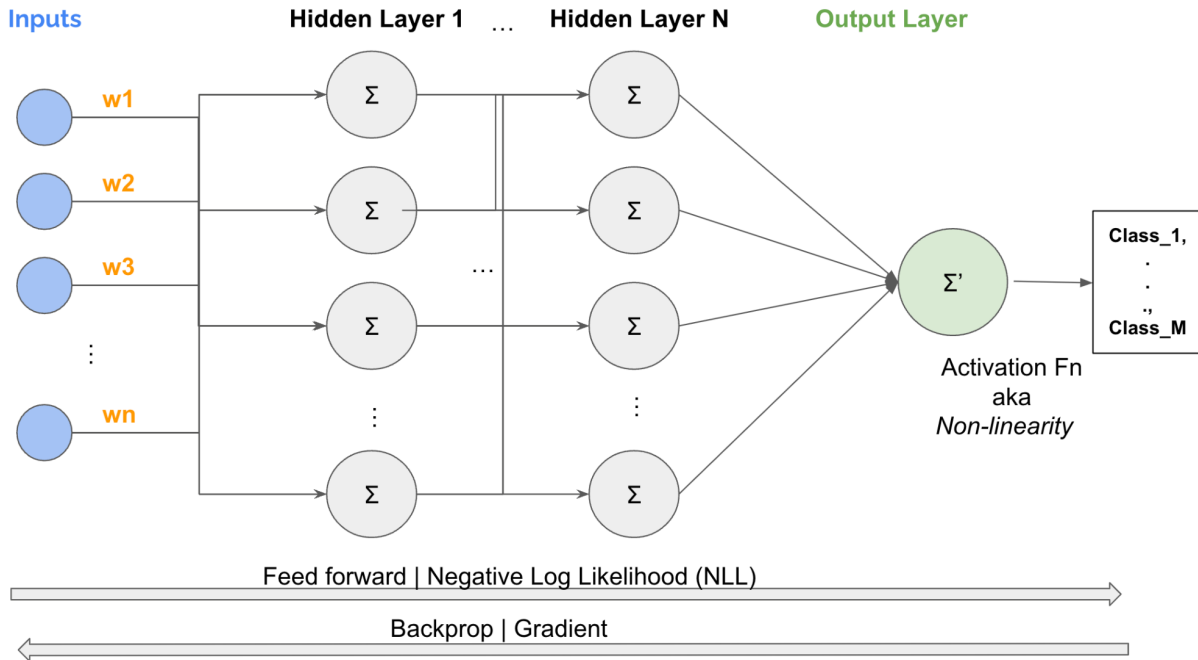 Inputs
Hidden Layer 1
...
Hidden Layer N
Output Layer
w1
w2
w3
...
wn
Σ
Σ
Σ
...
Σ
...
Σ
Σ
Σ
...
Σ
Σ’
Activation Fn
aka
Non-linearity
Class_1,
.
.
.,
Class_M
Feed forward | Negative Log Likelihood (NLL)
Backprop | Gradient